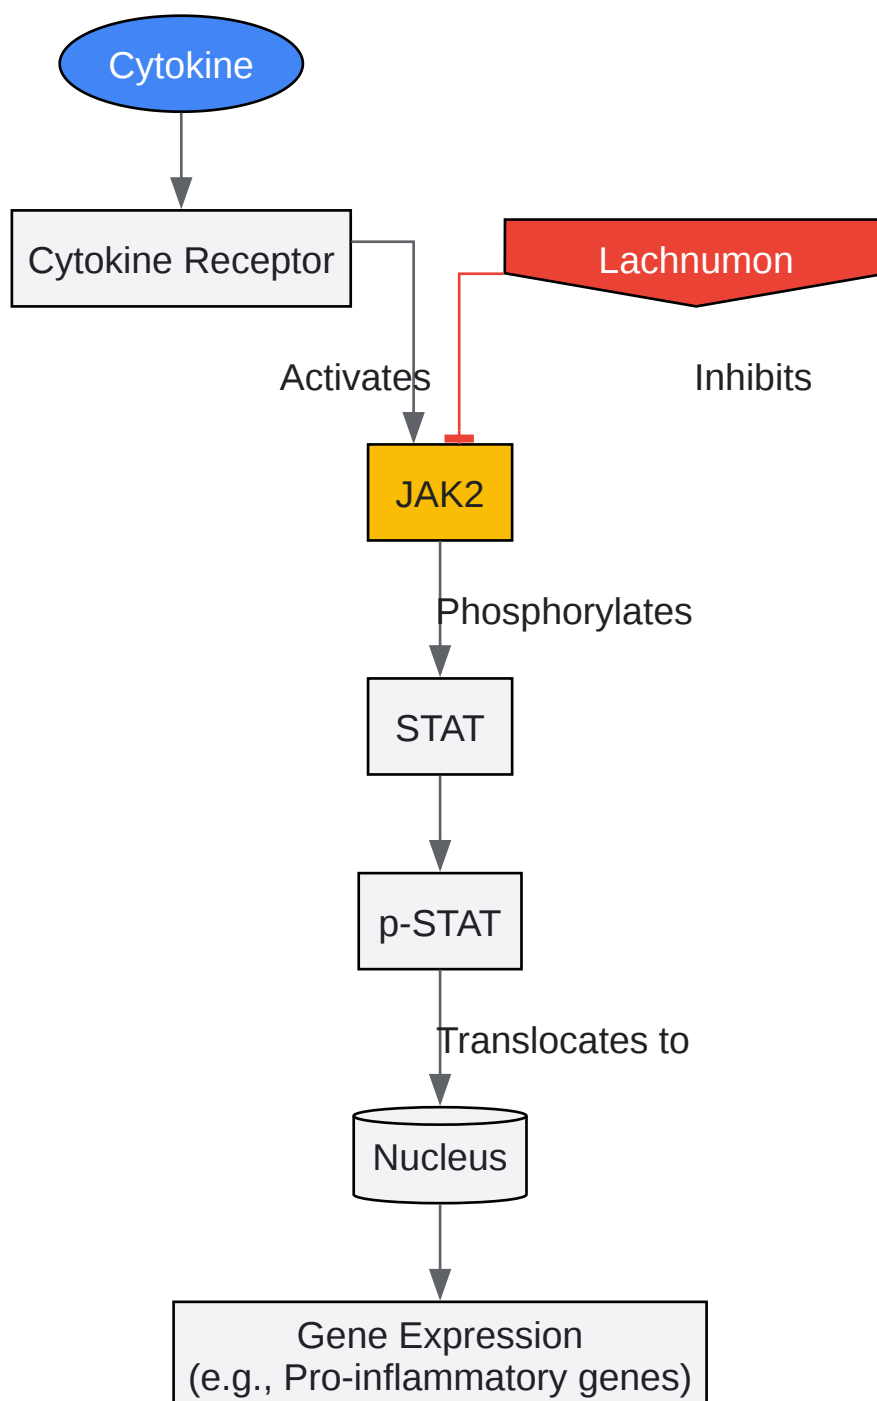 Cytokine
Cytokine Receptor
Lachnumon
Activates
Inhibits
JAK2
Phosphorylates
STAT
p-STAT
Translocates to
Nucleus
Gene Expression
(e.g., Pro-inflammatory genes)